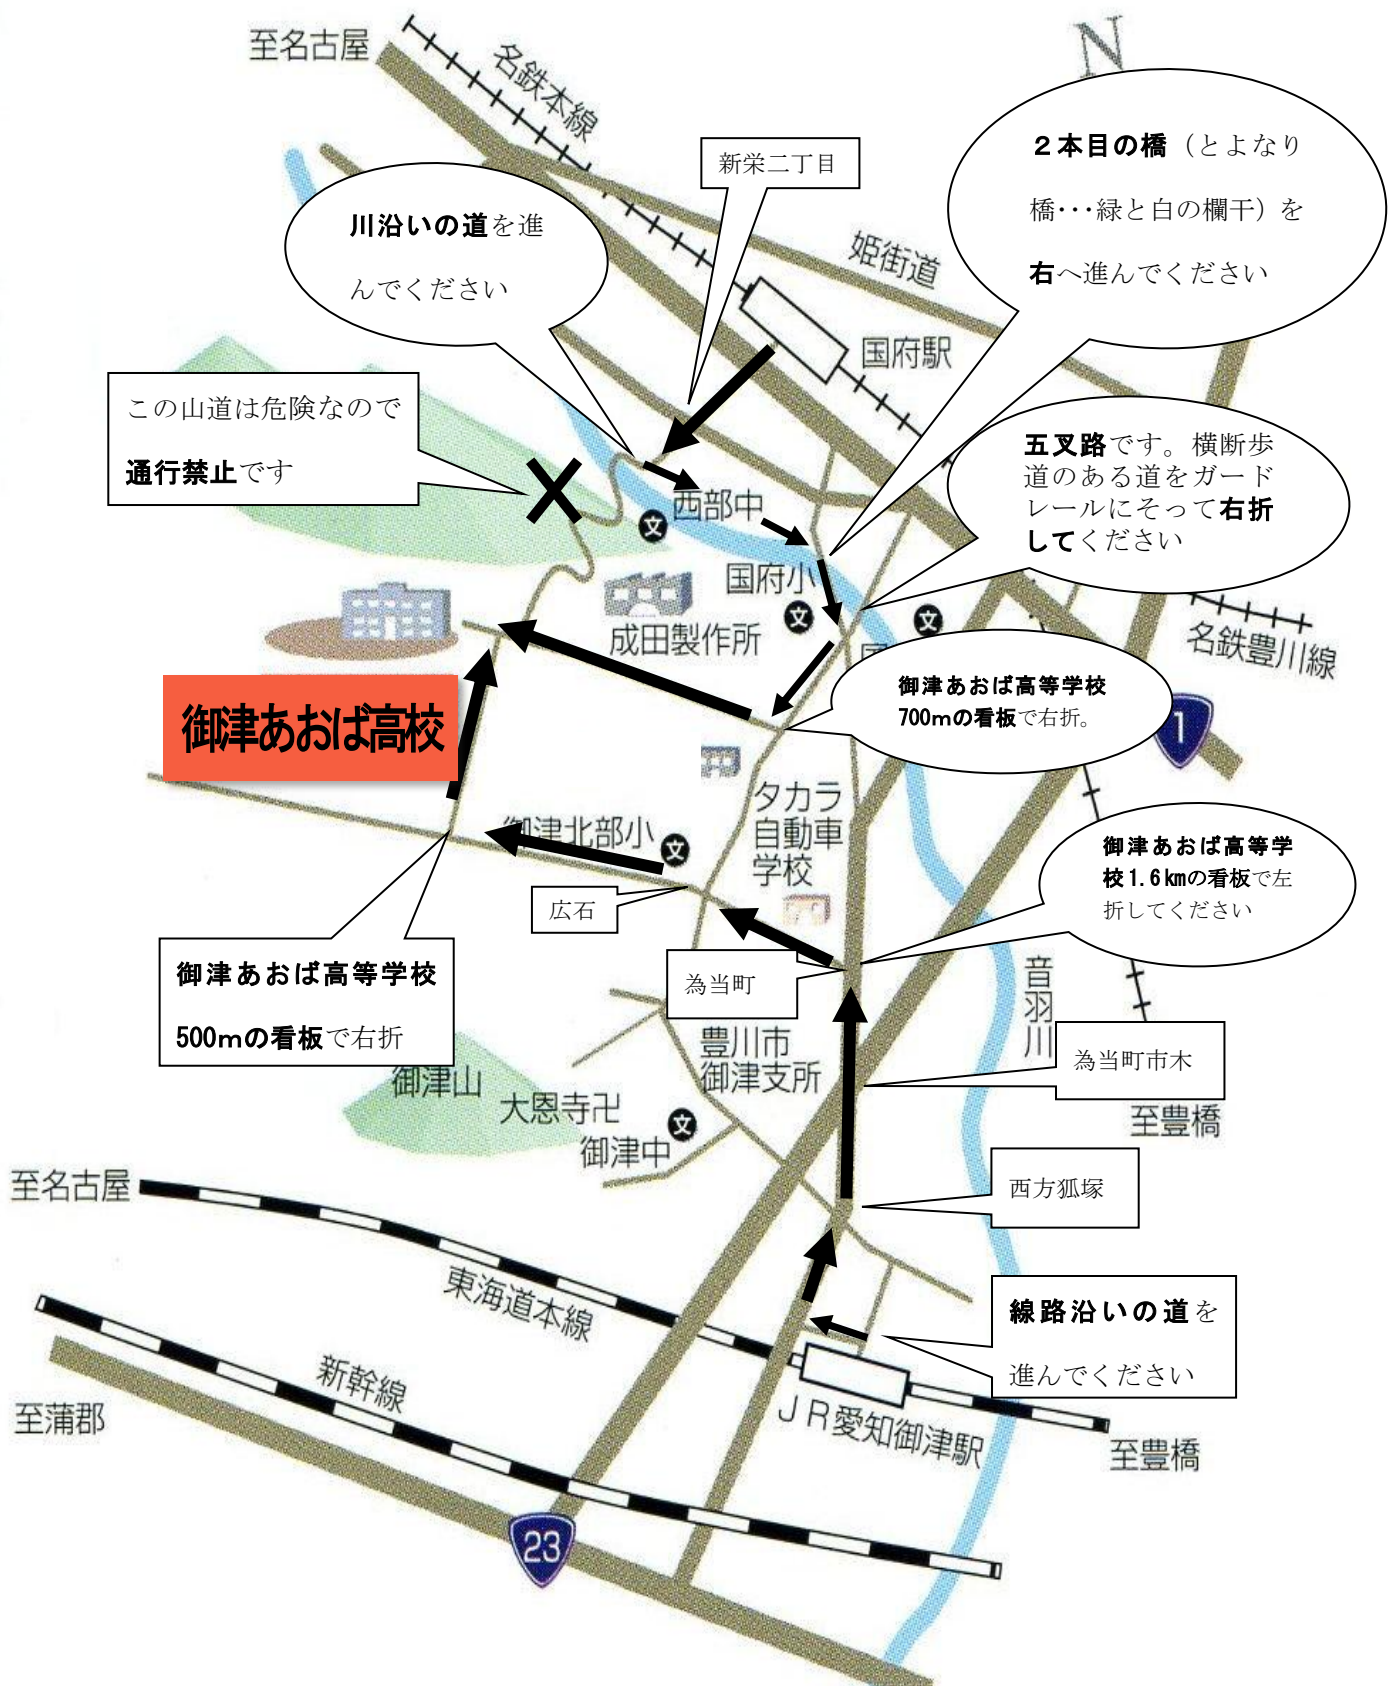 至名古屋
名鉄本線
N
新栄二丁目
2本目の橋（とよなり
橋･･･緑と白の欄干）を
右へ進んでください
川沿いの道を進
んでください
姫街道
国府駅
この山道は危険なので
通行禁止です
五叉路です。横断歩
道のある道をガード
レールにそって右折
してください
西部中
文
国府小
文
文
成田製作所
名鉄豊川線
御津あおば高等学校
700mの看板で右折。
1
御津あおば高校
タカラ
自動車
学校
御津北部小
文
御津あおば高等学
校1.6㎞の看板で左
折してください
広石
為当町
御津あおば高等学校
500mの看板で右折
音羽川
豊川市
御津支所
為当町市木
御津山
大恩寺卍
御津中
文
至豊橋
至名古屋
西方狐塚
東海道本線
線路沿いの道を
進んでください
新幹線
至蒲郡
JR愛知御津駅
至豊橋
23